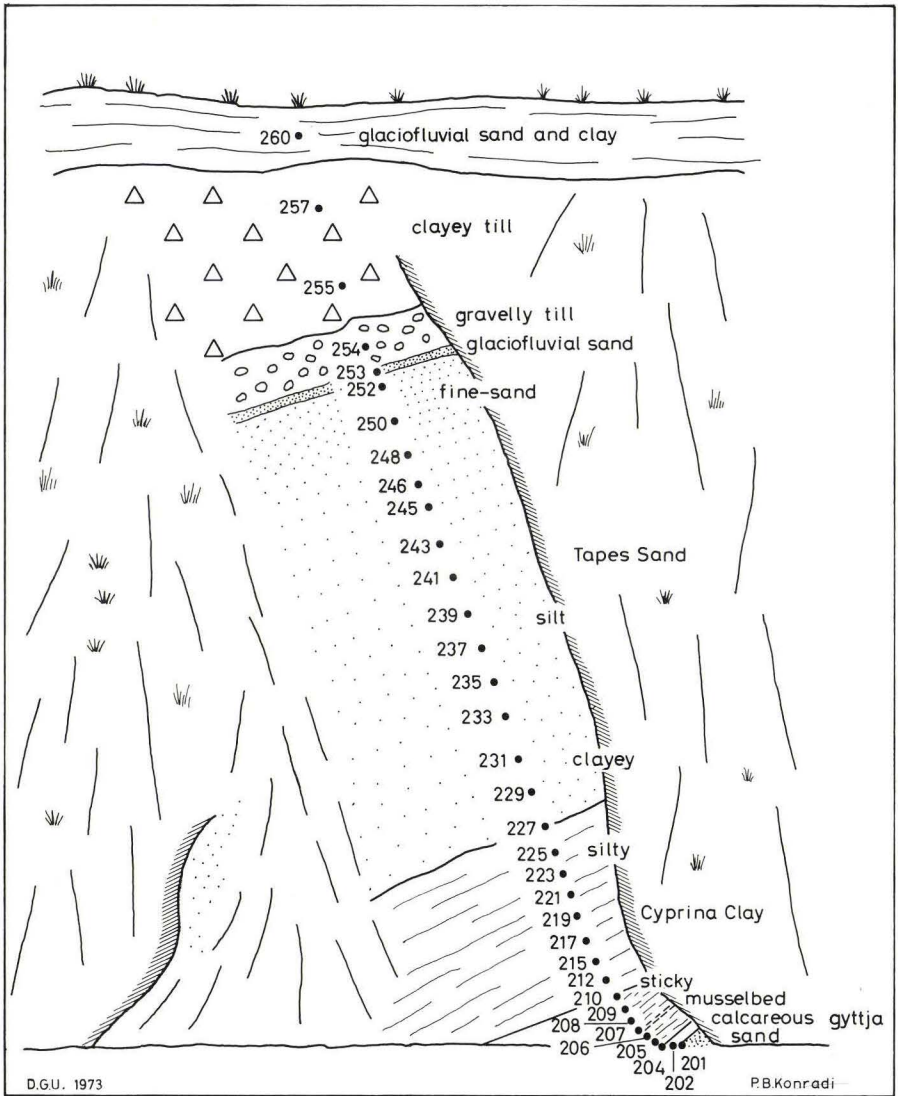 260 glaciofluvial sand and clay
257
clayey till
255
gravelly till
254
glaciofluvial sand
253
252
fine-sand
250
248
246
245
243
Tapes Sand
241
239
silt
237
235
233
231
clayey
229
227
225
silty
223
221
219
Cyprina Clay
217
215
212
sticky
210
musselbed
209
calcareous gyttja
208
207
sand
206
205
201
204
202
D.G.U. 1973
P.B.Konradi